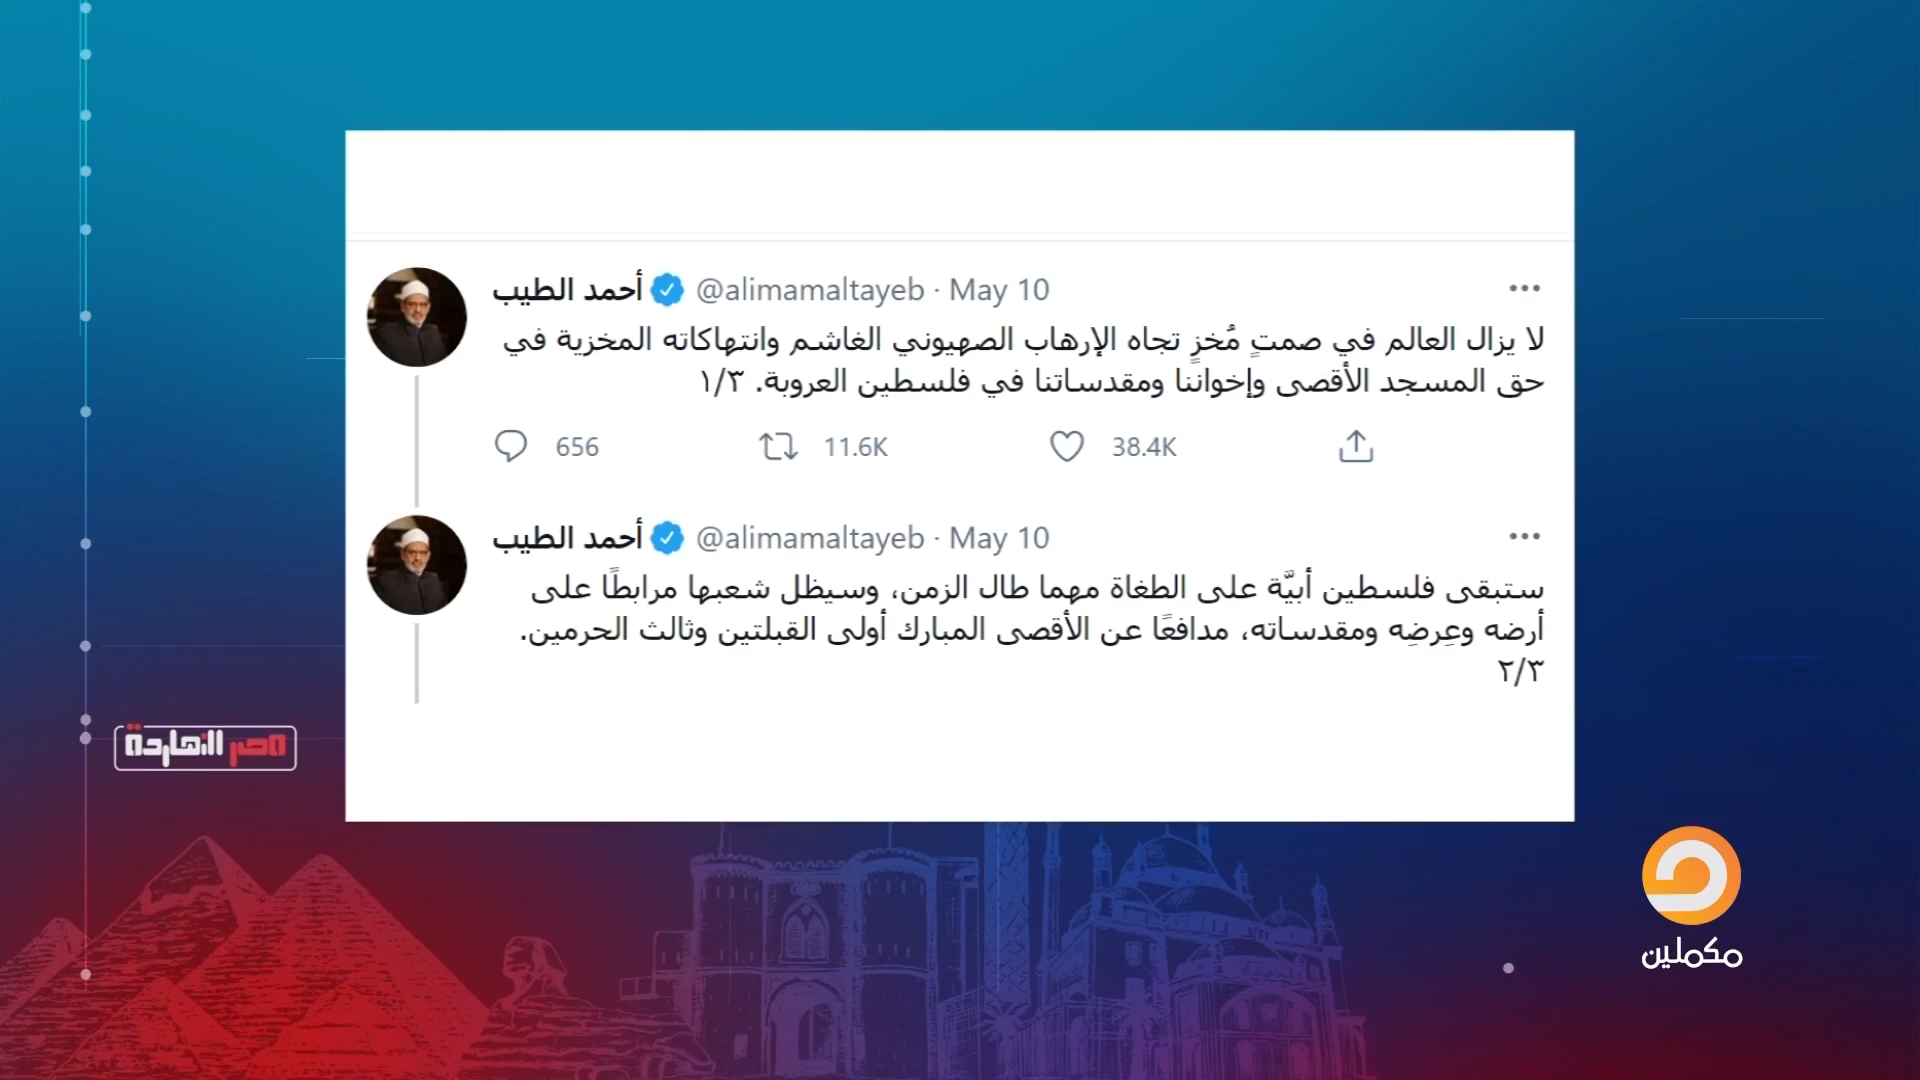 أحمد الطيب @alimamaltayeb · May 10
لا يزال العالم في صمتٍ مُخزٍ تجاه الإرهاب الصهيوني الغاشم وانتهاكاته المخزية في
حق المسجد الأقصى وإخواننا ومقدساتنا في فلسطين العروبة. ١/٣
656 11.6K 38.4K
أحمد الطيب @alimamaltayeb · May 10
ستبقى فلسطين أبيَّة على الطغاة مهما طال الزمن، وسيظل شعبها مرابطًا على
أرضه وعِرضِه ومقدساته، مدافعًا عن الأقصى المبارك أولى القبلتين وثالث الحرمين.
٢/٣
مصر النهاردة
مكملين